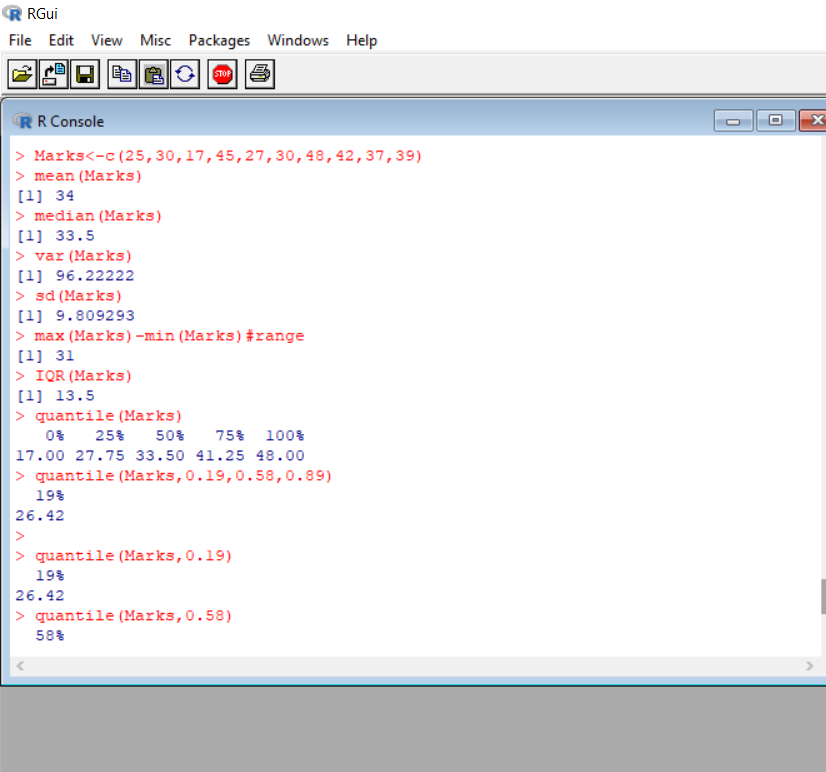 RGui
File Edit View Misc Packages Windows Help
STOP
R Console
> Marks<-c(25,30,17,45,27,30,48,42,37,39)
> mean(Marks)
[1] 34
> median(Marks)
[1] 33.5
> var(Marks)
[1] 96.22222
> sd(Marks)
[1] 9.809293
> max(Marks)-min(Marks)#range
[1] 31
> IQR(Marks)
[1] 13.5
> quantile(Marks)
   0%   25%   50%   75%  100%
17.00 27.75 33.50 41.25 48.00
> quantile(Marks,0.19,0.58,0.89)
  19%
26.42
>
> quantile(Marks,0.19)
  19%
26.42
> quantile(Marks,0.58)
  58%